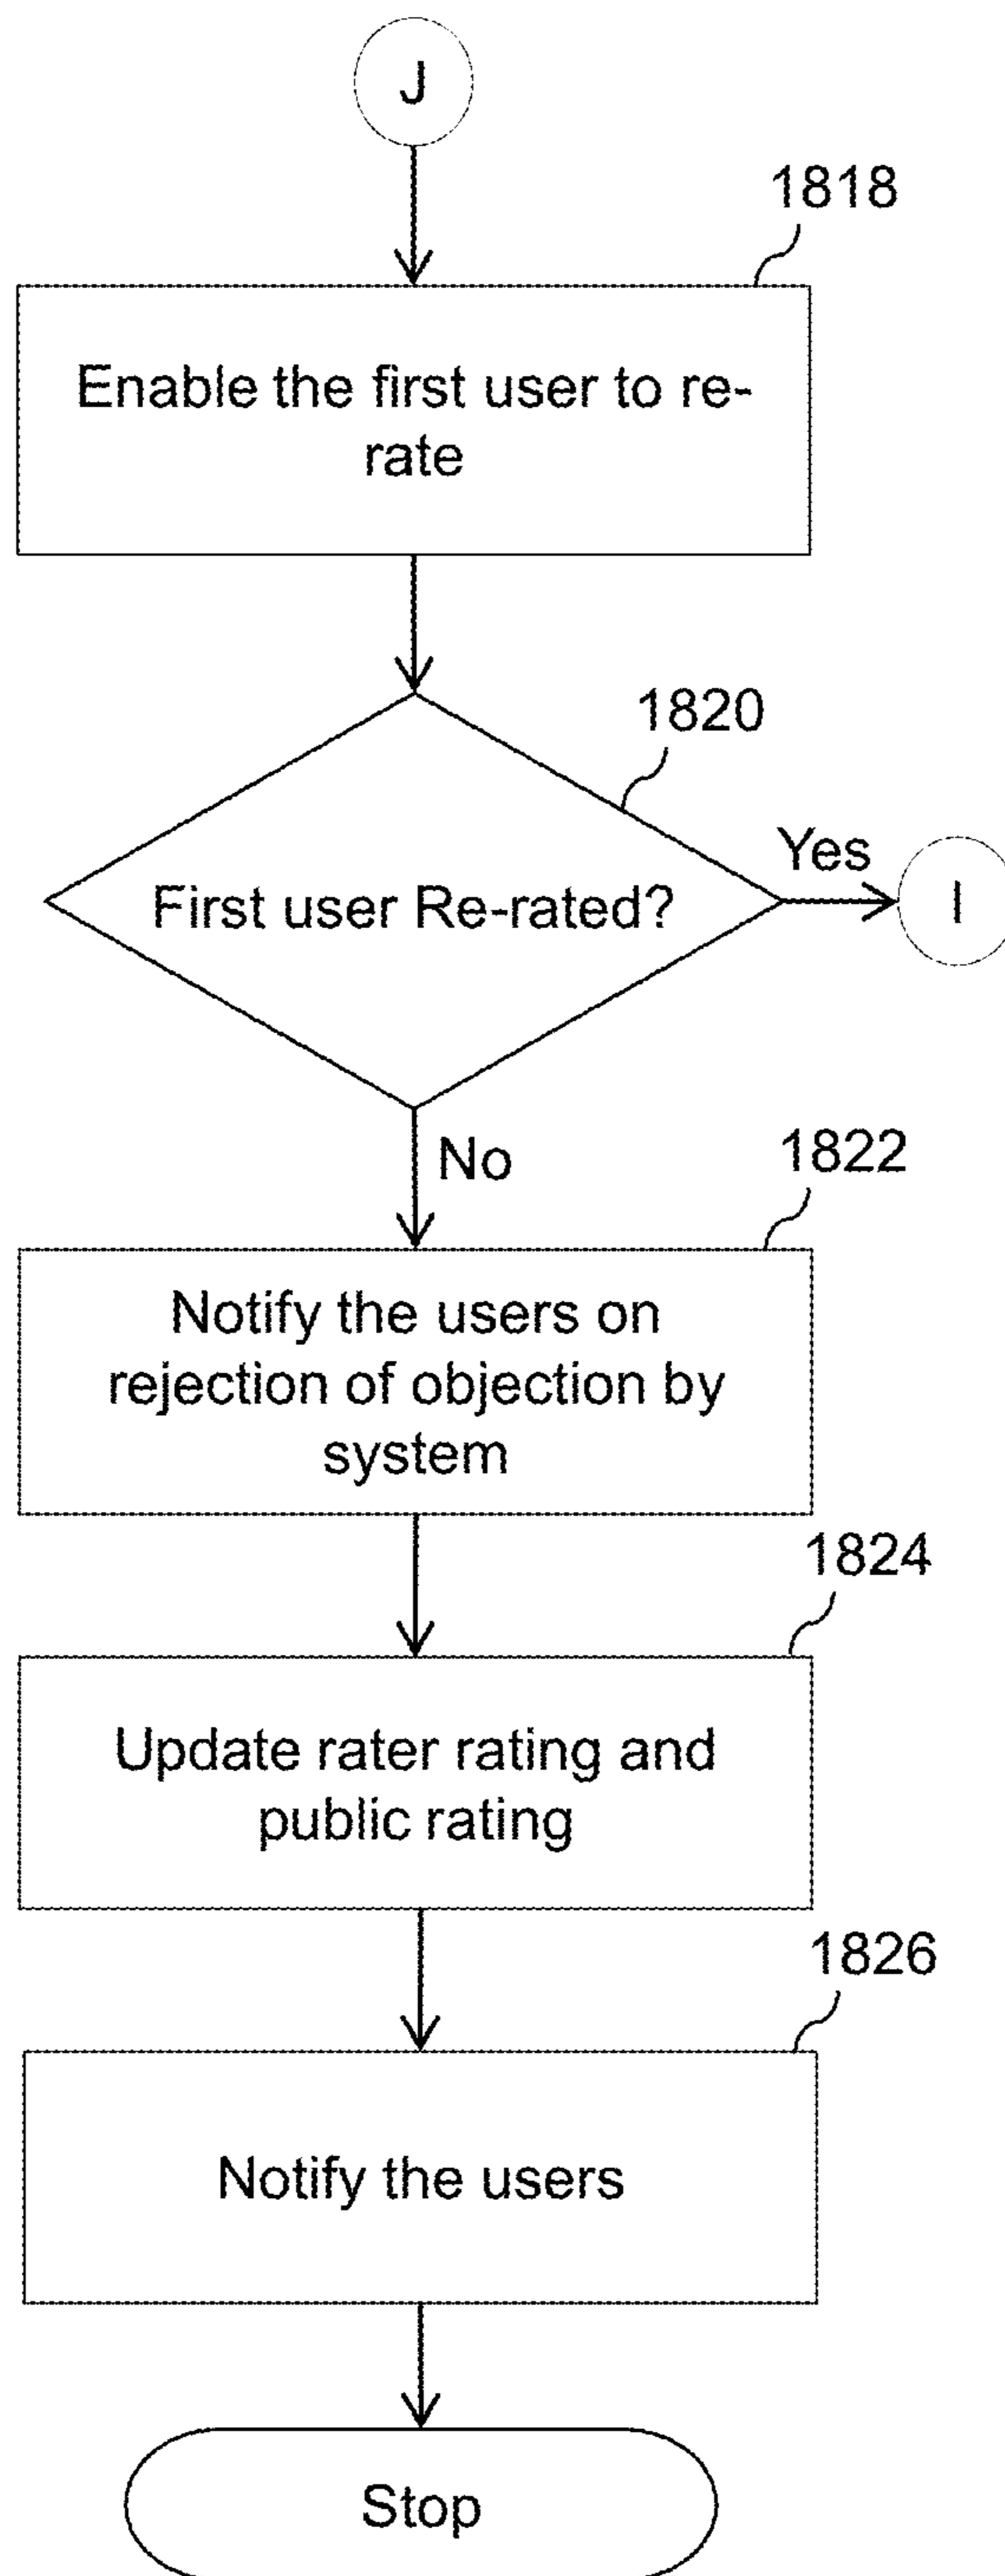 J
1818
Enable the first user to re-
rate
1820
Yes
First user Re-rated?
I
No
1822
Notify the users on
rejection of objection by
system
1824
Update rater rating and
public rating
1826
Notify the users
Stop